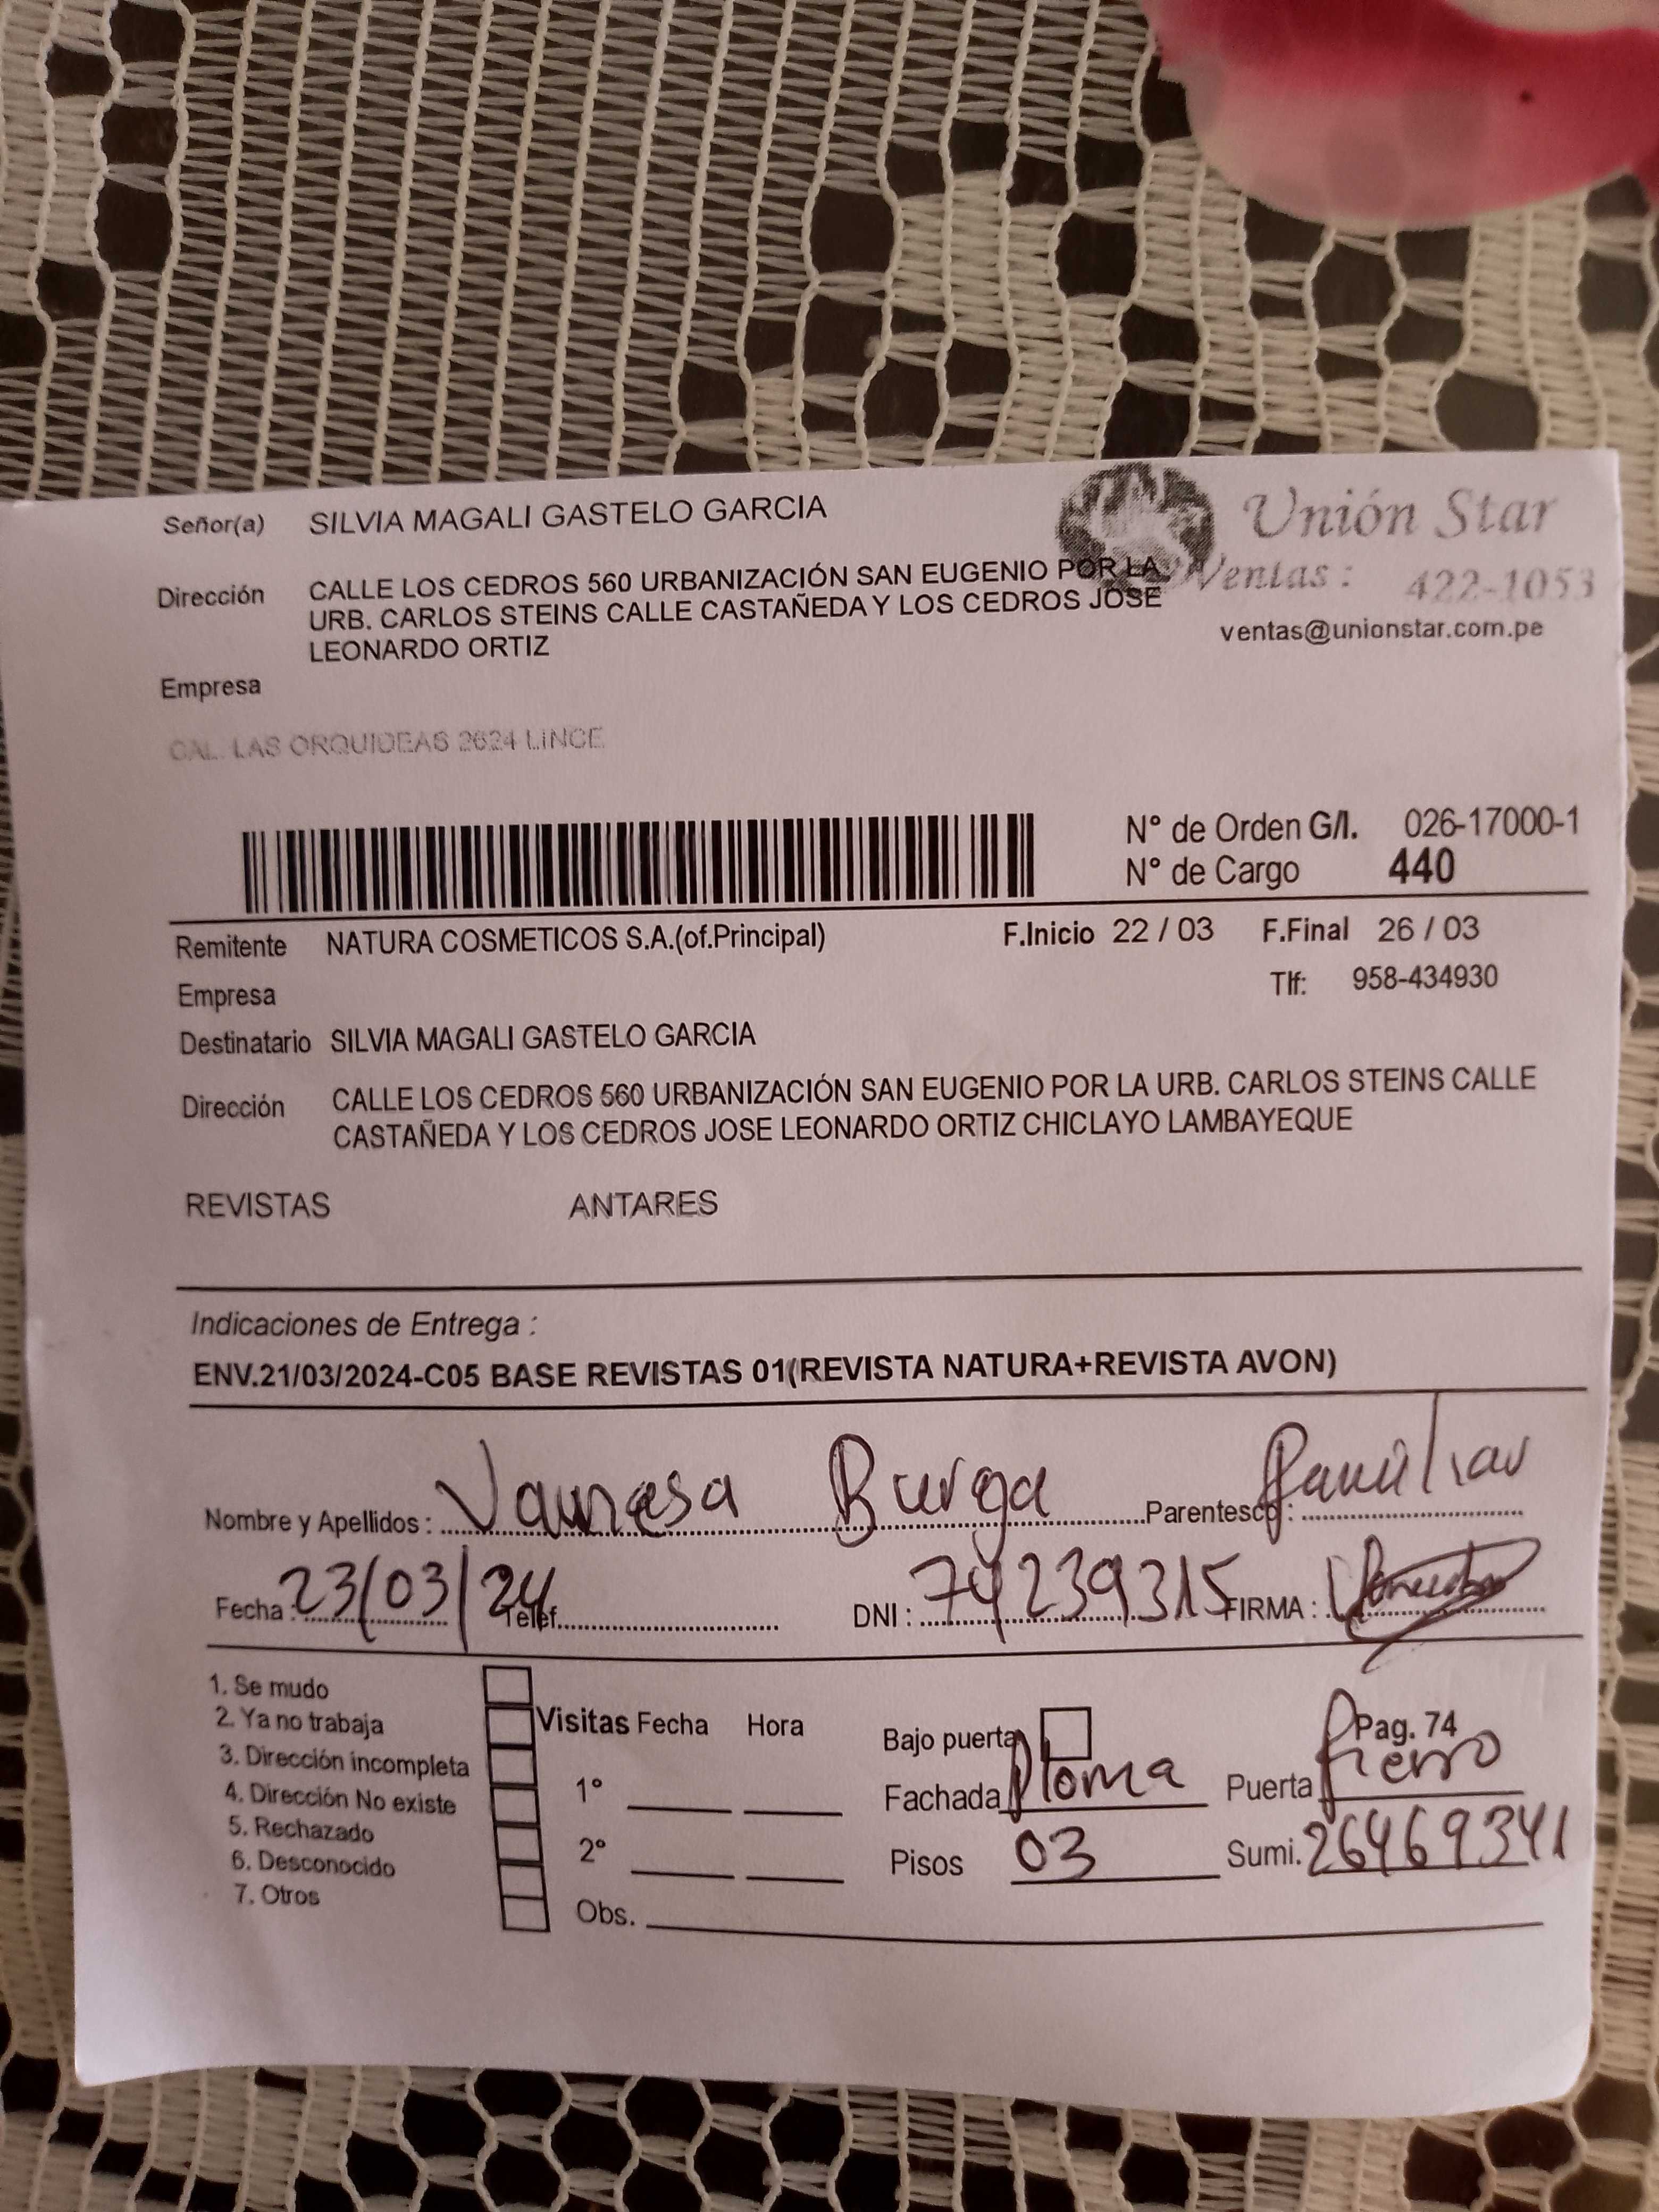 Señor(a) SILVIA MAGALI GASTELO GARCIA
Unión Star
Dirección CALLE LOS CEDROS 560 URBANIZACIÓN SAN EUGENIO POR LA
URB. CARLOS STEINS CALLE CASTAÑEDA Y LOS CEDROS JOSE
LEONARDO ORTIZ
Ventas: 422-1053
ventas@unionstar.com.pe
Empresa
CAL. LAS ORQUIDEAS 2624 LINCE
N° de Orden G/I. 026-17000-1
N° de Cargo 440
Remitente NATURA COSMETICOS S.A.(of.Principal) F.Inicio 22 / 03 F.Final 26 / 03
Empresa Tlf: 958-434930
Destinatario SILVIA MAGALI GASTELO GARCIA
Dirección CALLE LOS CEDROS 560 URBANIZACIÓN SAN EUGENIO POR LA URB. CARLOS STEINS CALLE
CASTAÑEDA Y LOS CEDROS JOSE LEONARDO ORTIZ CHICLAYO LAMBAYEQUE
REVISTAS ANTARES
Indicaciones de Entrega :
ENV.21/03/2024-C05 BASE REVISTAS 01(REVISTA NATURA+REVISTA AVON)
Nombre y Apellidos : Vanesa Burga Parentesco : Familiar
Fecha : 23/03/24 Telef. DNI : 74239315 FIRMA :
1. Se mudo
2. Ya no trabaja
3. Dirección incompleta
4. Dirección No existe
5. Rechazado
6. Desconocido
7. Otros
Visitas Fecha Hora
1°
2°
Obs.
Bajo puerta Pag. 74
Fachada Ploma Puerta fierro
Pisos 03 Sumi. 26469341